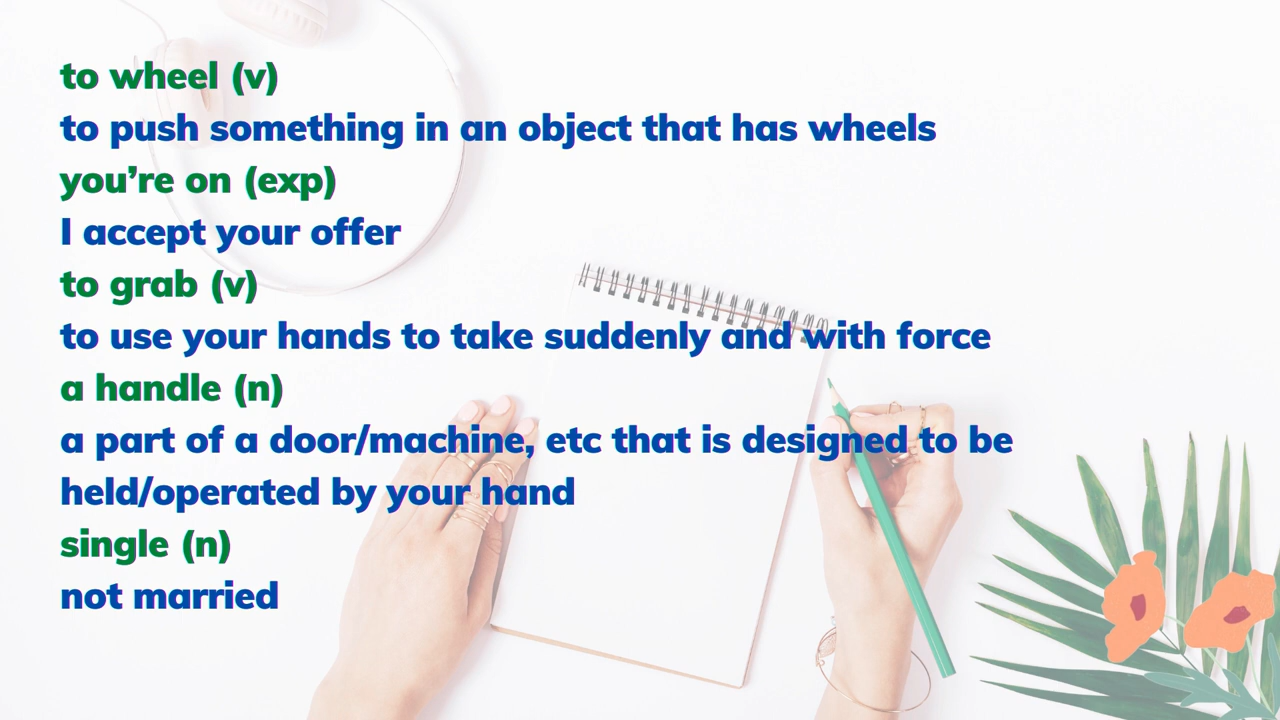 to wheel (v)
to push something in an object that has wheels
you’re on (exp)
I accept your offer
to grab (v)
to use your hands to take suddenly and with force
a handle (n)
a part of a door/machine, etc that is designed to be
held/operated by your hand
single (n)
not married